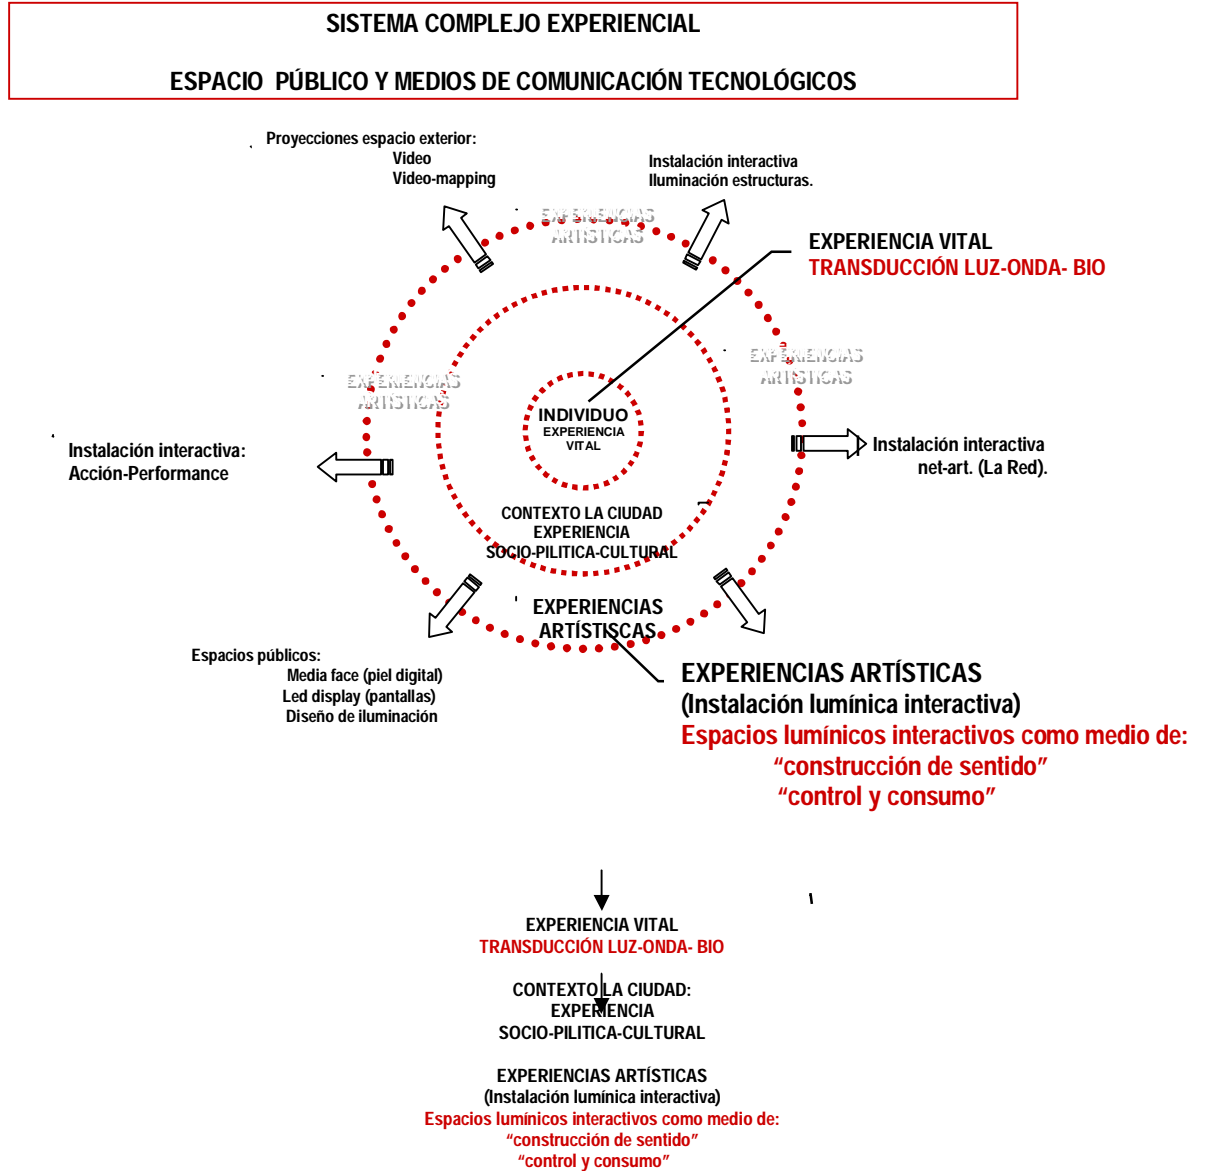 SISTEMA COMPLEJO EXPERIENCIAL
ESPACIO PÚBLICO Y MEDIOS DE COMUNICACIÓN TECNOLÓGICOS
Proyecciones espacio exterior:
Video
Video-mapping
Instalación interactiva
Iluminación estructuras.
EXPERIENCIAS
ARTISTICAS
EXPERIENCIA VITAL
TRANSDUCCIÓN LUZ-ONDA- BIO
EXPERIENCIAS
ARTISTICAS
EXPERIENCIAS
ARTISTICAS
INDIVIDUO
EXPERIENCIA
VITAL
Instalación interactiva:
Acción-Performance
Instalación interactiva
net-art. (La Red).
CONTEXTO LA CIUDAD
EXPERIENCIA
SOCIO-PILITICA-CULTURAL
EXPERIENCIAS
ARTÍSTISCAS
Espacios públicos:
Media face (piel digital)
Led display (pantallas)
Diseño de iluminación
EXPERIENCIAS ARTÍSTICAS
(Instalación lumínica interactiva)
Espacios lumínicos interactivos como medio de:
“construcción de sentido”
“control y consumo”
EXPERIENCIA VITAL
TRANSDUCCIÓN LUZ-ONDA- BIO
CONTEXTO LA CIUDAD:
EXPERIENCIA
SOCIO-PILITICA-CULTURAL
EXPERIENCIAS ARTÍSTICAS
(Instalación lumínica interactiva)
Espacios lumínicos interactivos como medio de:
“construcción de sentido”
“control y consumo”